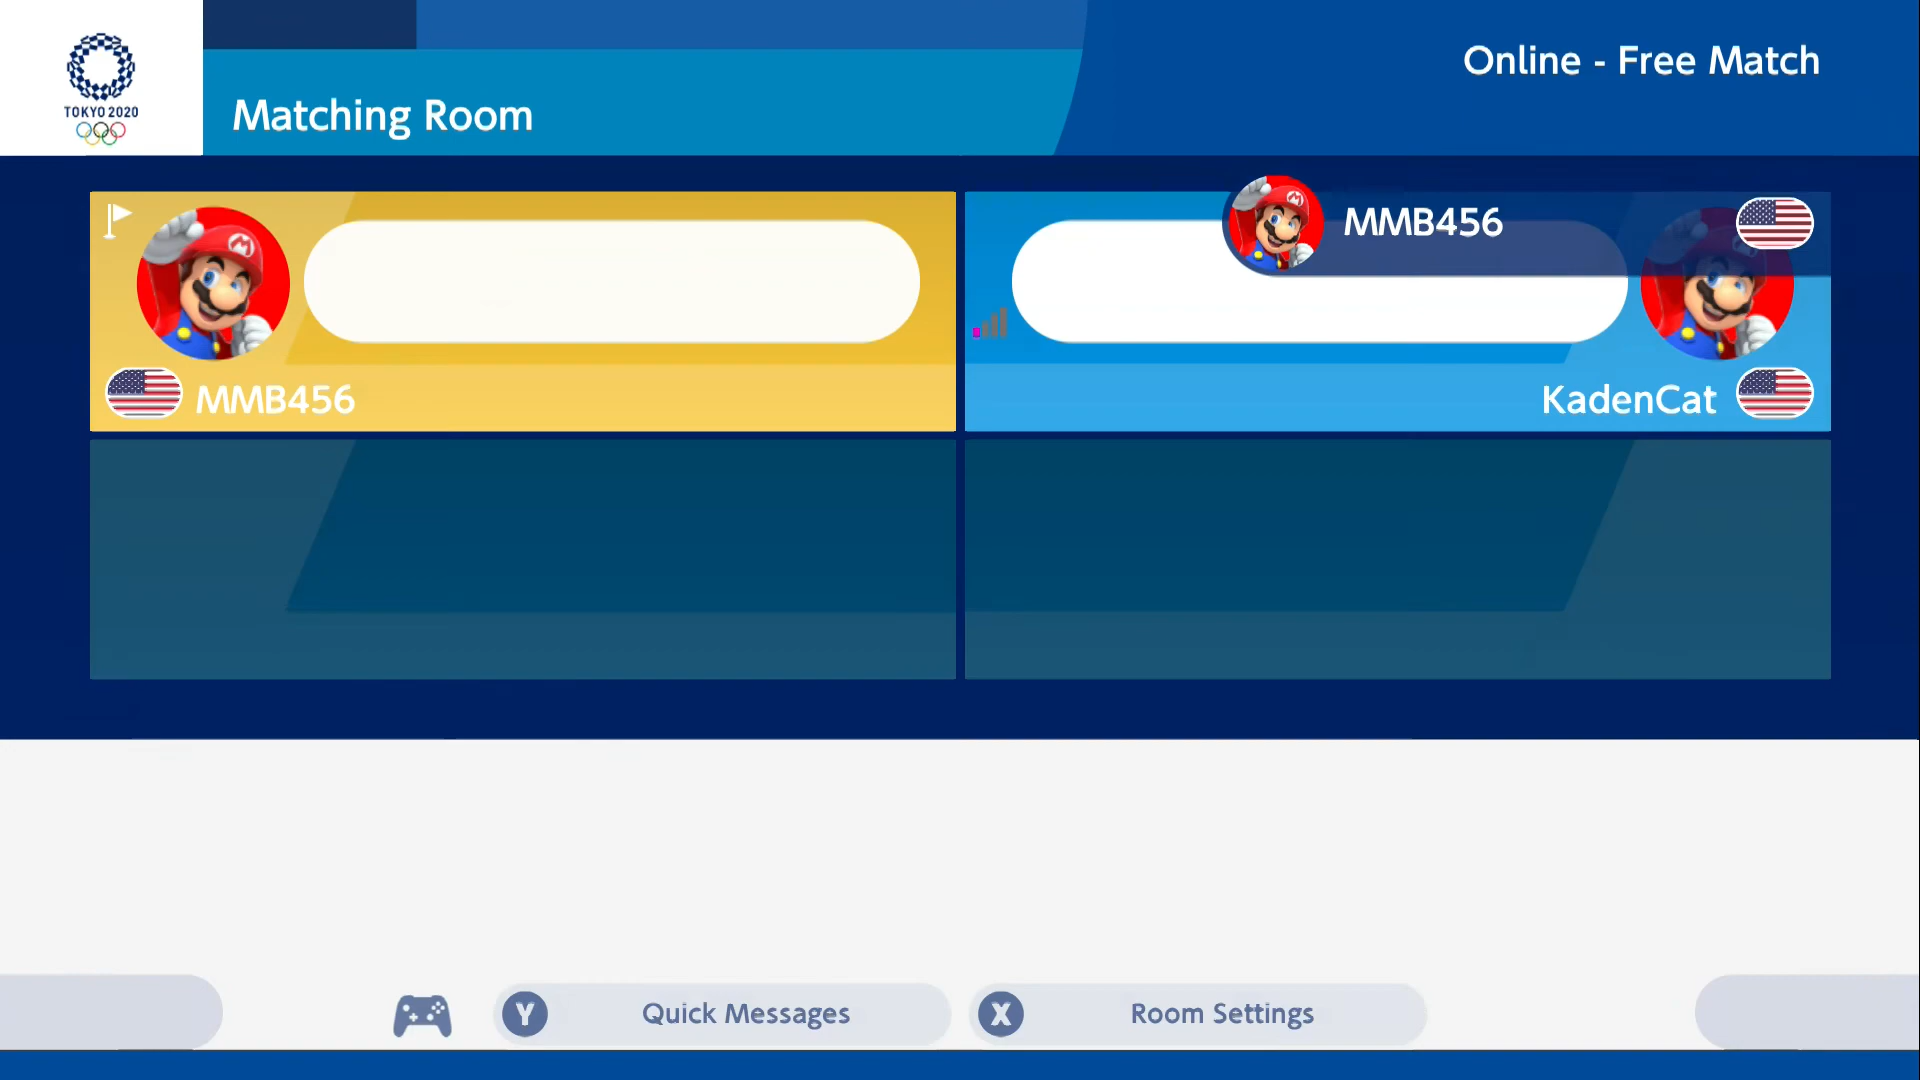 TOKYO 2020
Matching Room
Online - Free Match
MMB456
MMB456
KadenCat
Y Quick Messages
X Room Settings